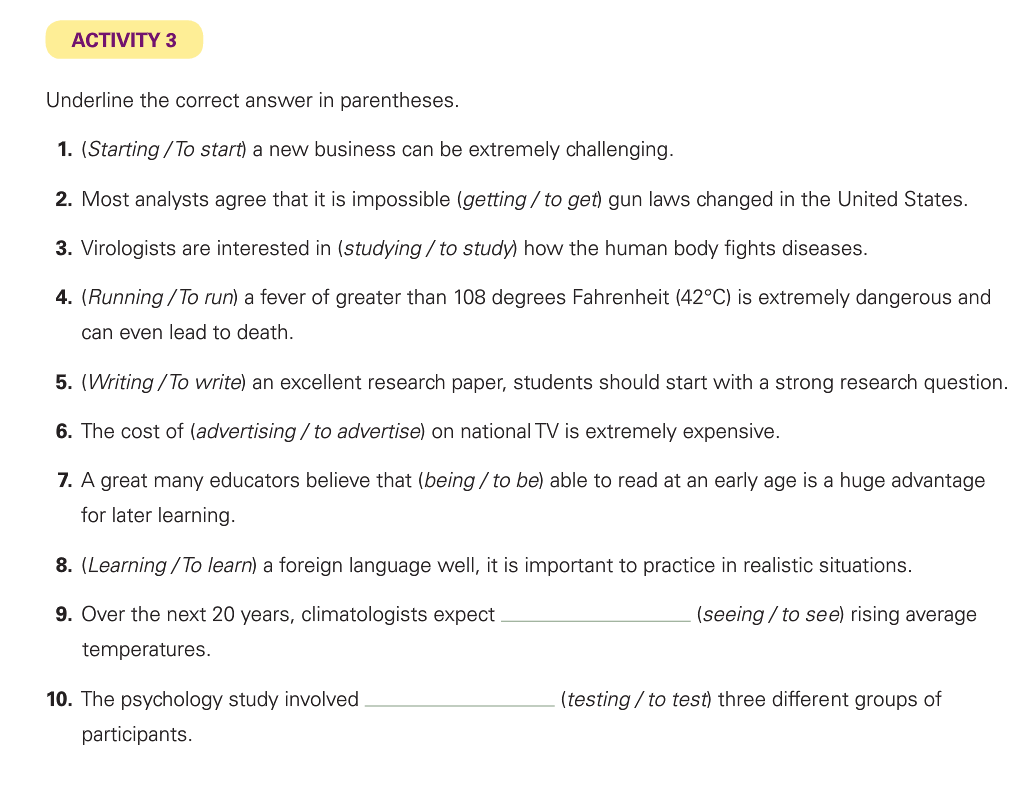 ACTIVITY 3
Underline the correct answer in parentheses.
1. (Starting / To start) a new business can be extremely challenging.
2. Most analysts agree that it is impossible (getting / to get) gun laws changed in the United States.
3. Virologists are interested in (studying / to study) how the human body fights diseases.
4. (Running / To run) a fever of greater than 108 degrees Fahrenheit (42°C) is extremely dangerous and
can even lead to death.
5. (Writing / To write) an excellent research paper, students should start with a strong research question.
6. The cost of (advertising / to advertise) on national TV is extremely expensive.
7. A great many educators believe that (being / to be) able to read at an early age is a huge advantage
for later learning.
8. (Learning / To learn) a foreign language well, it is important to practice in realistic situations.
9. Over the next 20 years, climatologists expect ____________ (seeing / to see) rising average
temperatures.
10. The psychology study involved ____________ (testing / to test) three different groups of
participants.